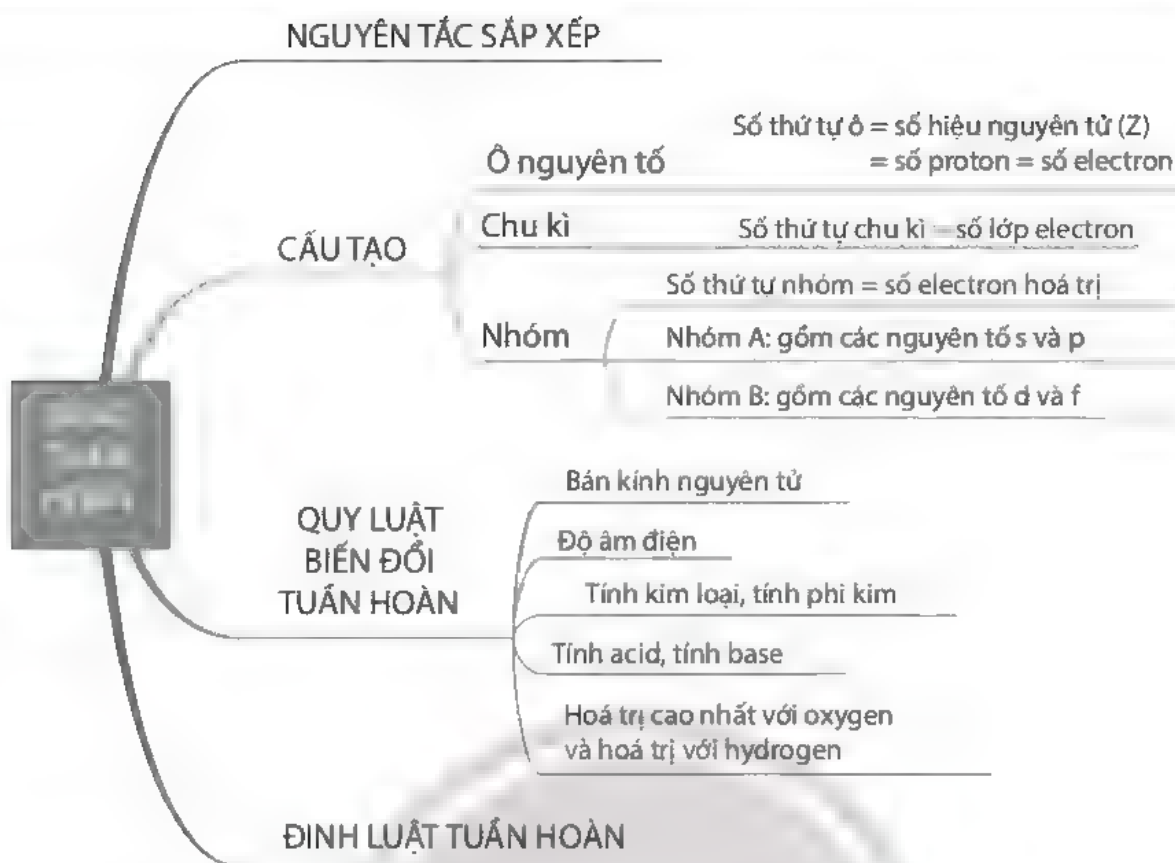 NGUYÊN TẮC SẮP XẾP
Số thứ tự ô = số hiệu nguyên tử (Z)
= số proton = số electron
Ô nguyên tố
Chu kì
Số thứ tự chu kì = số lớp electron
CẤU TẠO
Số thứ tự nhóm = số electron hoá trị
Nhóm
Nhóm A: gồm các nguyên tố s và p
Nhóm B: gồm các nguyên tố d và f
Bán kính nguyên tử
QUY LUẬT
BIẾN ĐỔI
TUẦN HOÀN
Độ âm điện
Tính kim loại, tính phi kim
Tính acid, tính base
Hoá trị cao nhất với oxygen
và hoá trị với hydrogen
ĐỊNH LUẬT TUẦN HOÀN